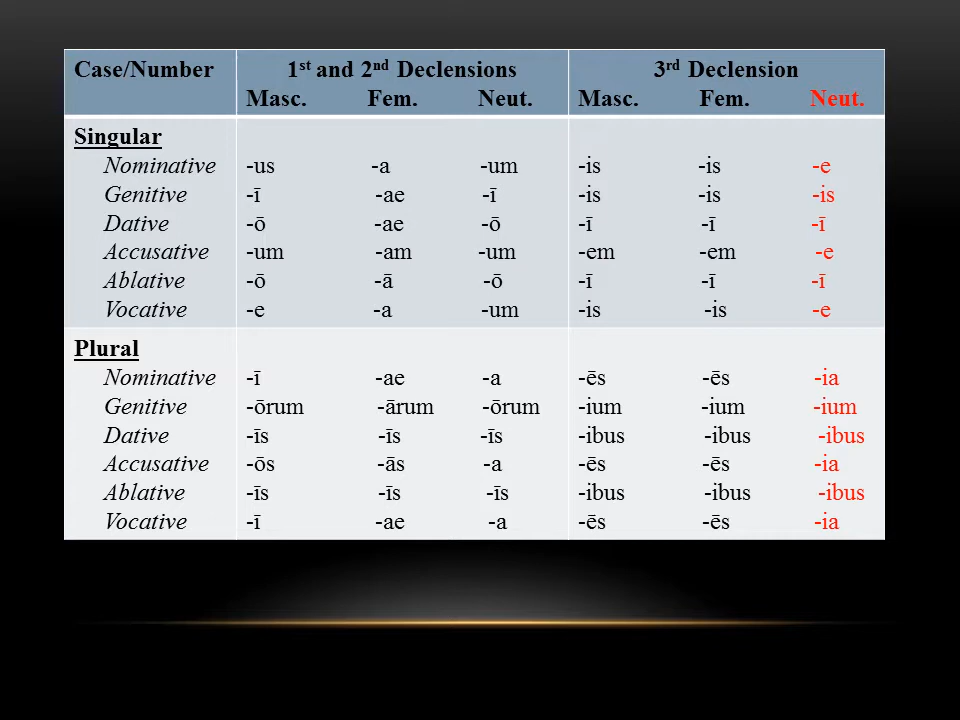 Case/Number 1st and 2nd Declensions 3rd Declension
Masc. Fem. Neut. Masc. Fem. Neut.
Singular
Nominative -us -a -um -is -is -e
Genitive -ī -ae -ī -is -is -is
Dative -ō -ae -ō -ī -ī -ī
Accusative -um -am -um -em -em -e
Ablative -ō -ā -ō -ī -ī -ī
Vocative -e -a -um -is -is -e
Plural
Nominative -ī -ae -a -ēs -ēs -ia
Genitive -ōrum -ārum -ōrum -ium -ium -ium
Dative -īs -īs -īs -ibus -ibus -ibus
Accusative -ōs -ās -a -ēs -ēs -ia
Ablative -īs -īs -īs -ibus -ibus -ibus
Vocative -ī -ae -a -ēs -ēs -ia